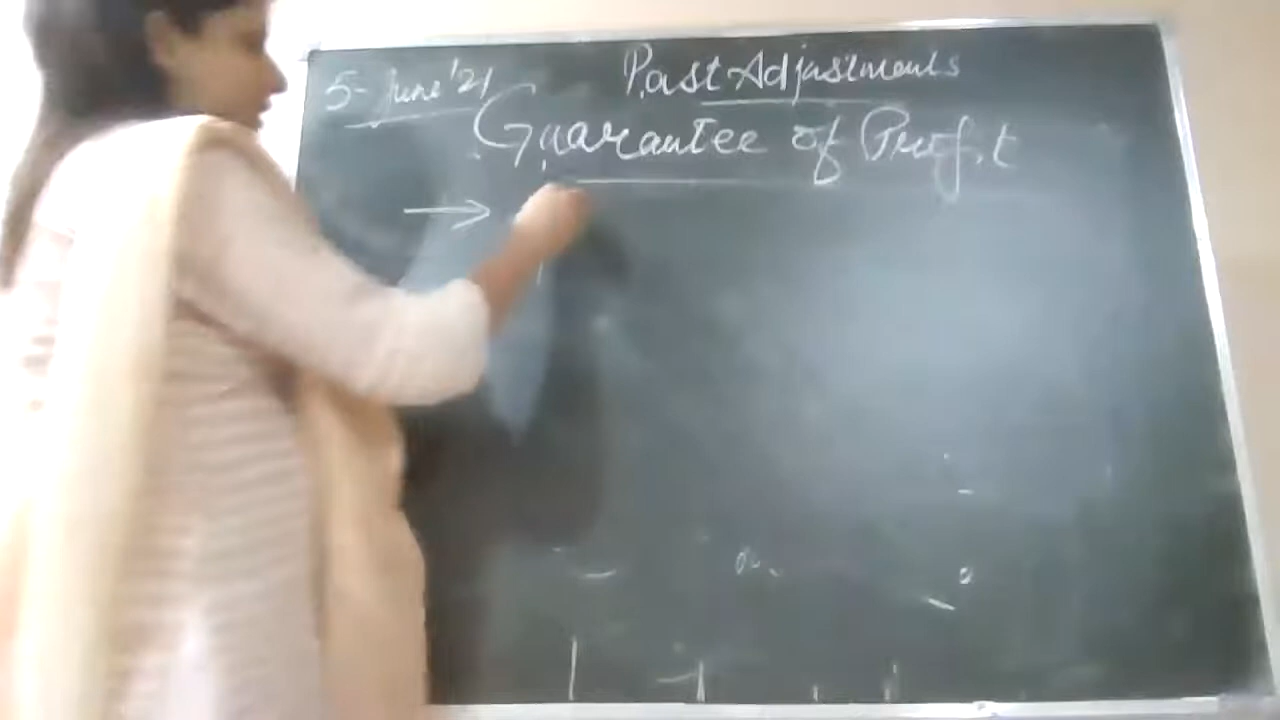 5- June '21
Past Adjustments
Guarantee of Profit
→